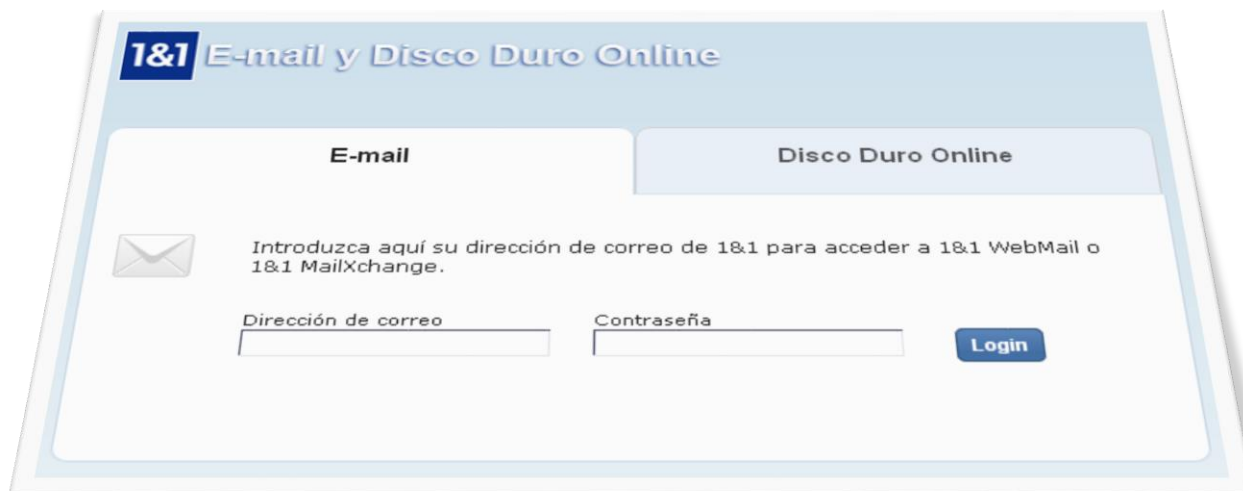 1&1 E-mail y Disco Duro Online
E-mail
Disco Duro Online
Introduzca aquí su dirección de correo de 1&1 para acceder a 1&1 WebMail o
1&1 MailXchange.
Dirección de correo
Contraseña
Login